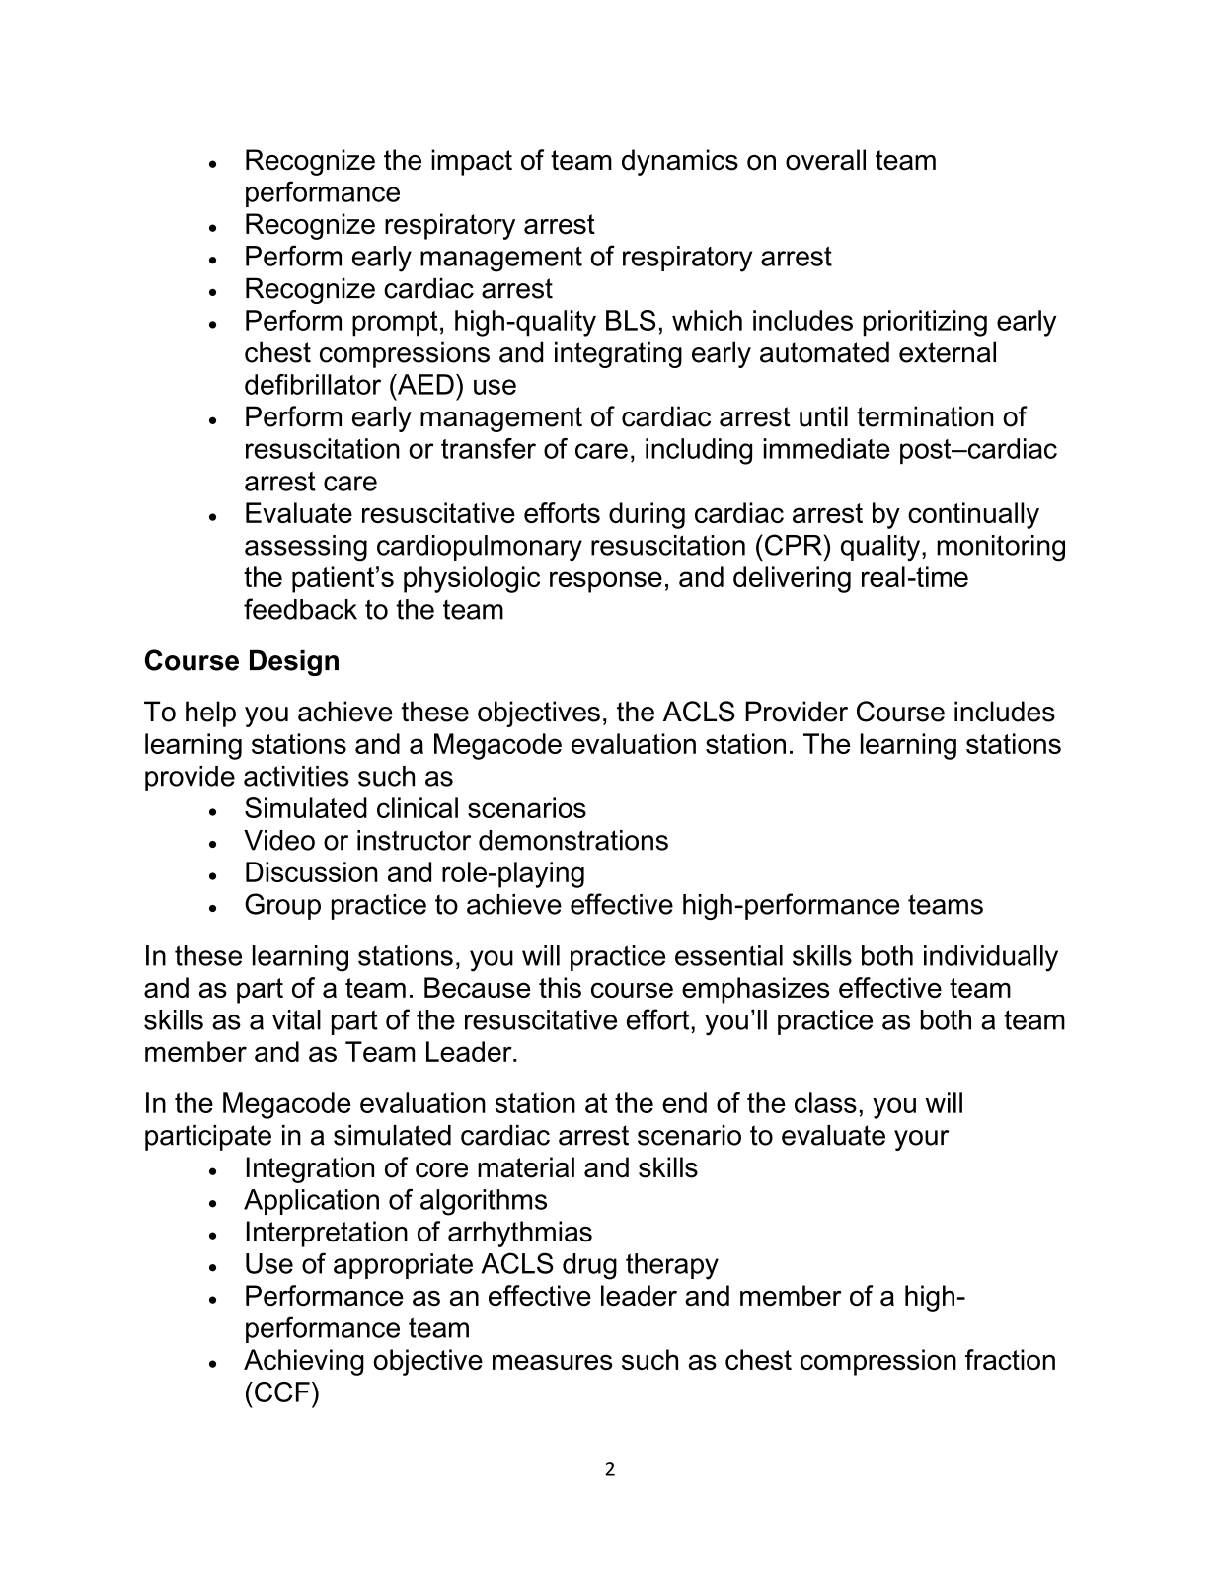 • Recognize the impact of team dynamics on overall team
performance
• Recognize respiratory arrest
• Perform early management of respiratory arrest
• Recognize cardiac arrest
• Perform prompt, high-quality BLS, which includes prioritizing early
chest compressions and integrating early automated external
defibrillator (AED) use
• Perform early management of cardiac arrest until termination of
resuscitation or transfer of care, including immediate post–cardiac
arrest care
• Evaluate resuscitative efforts during cardiac arrest by continually
assessing cardiopulmonary resuscitation (CPR) quality, monitoring
the patient’s physiologic response, and delivering real-time
feedback to the team
Course Design
To help you achieve these objectives, the ACLS Provider Course includes
learning stations and a Megacode evaluation station. The learning stations
provide activities such as
• Simulated clinical scenarios
• Video or instructor demonstrations
• Discussion and role-playing
• Group practice to achieve effective high-performance teams
In these learning stations, you will practice essential skills both individually
and as part of a team. Because this course emphasizes effective team
skills as a vital part of the resuscitative effort, you’ll practice as both a team
member and as Team Leader.
In the Megacode evaluation station at the end of the class, you will
participate in a simulated cardiac arrest scenario to evaluate your
• Integration of core material and skills
• Application of algorithms
• Interpretation of arrhythmias
• Use of appropriate ACLS drug therapy
• Performance as an effective leader and member of a high-
performance team
• Achieving objective measures such as chest compression fraction
(CCF)
2